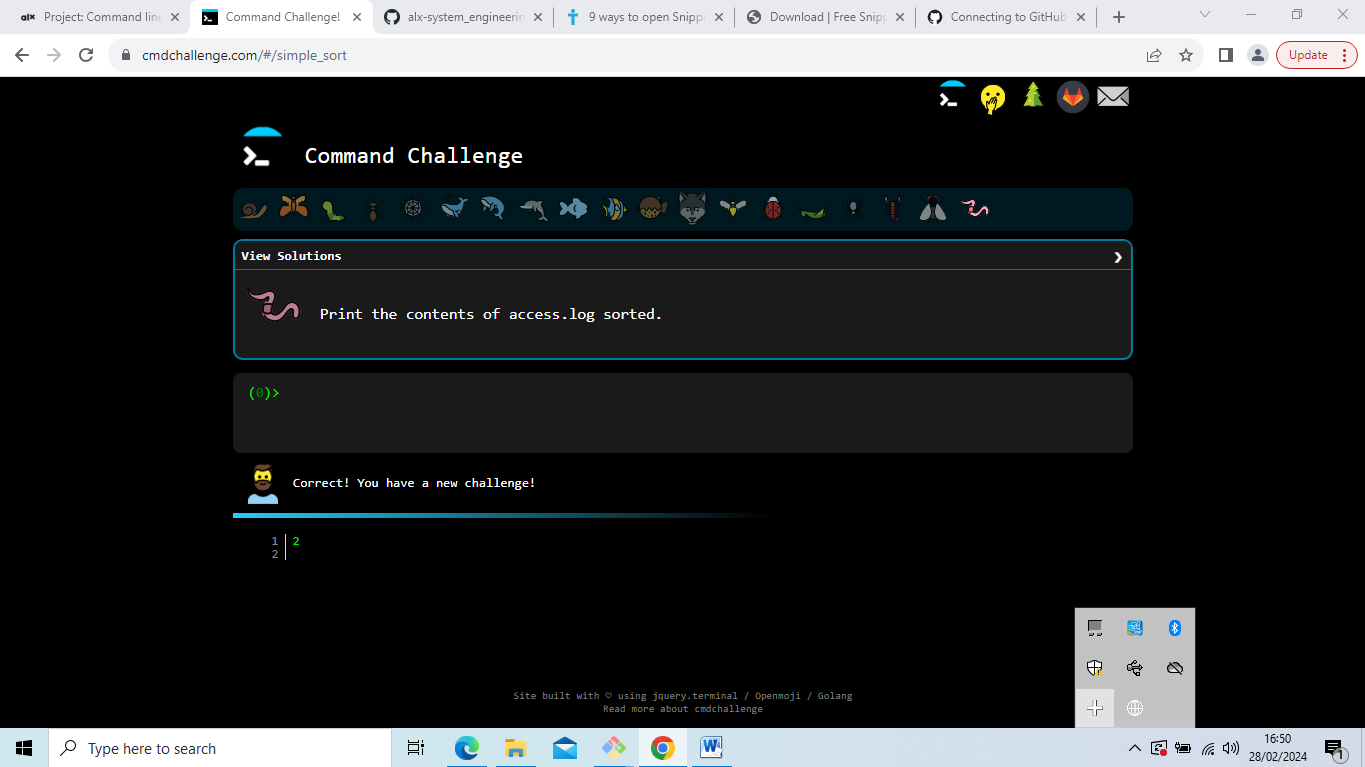 alx Project: Command line
Command Challenge!
alx-system_engineerin
9 ways to open Snippi
Download | Free Snipp
Connecting to GitHub
cmdchallenge.com/#/simple_sort
Update
Command Challenge
View Solutions
Print the contents of access.log sorted.
(0)>
Correct! You have a new challenge!
1 2
2
Site built with ♡ using jquery.terminal / Openmoji / Golang
Read more about cmdchallenge
Type here to search
16:50
28/02/2024
1